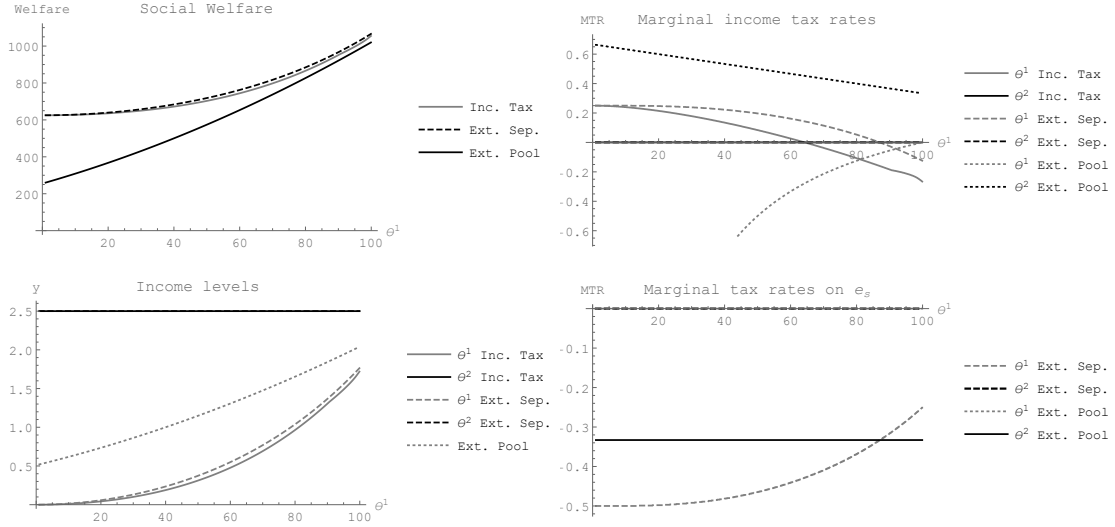 Welfare
Social Welfare
1000
800
600
400
200
20 40 60 80 100
θ¹
Inc. Tax
Ext. Sep.
Ext. Pool
MTR
Marginal income tax rates
0.6
0.4
0.2
-0.2
-0.4
-0.6
20 40 60 80 100
θ¹
θ¹ Inc. Tax
θ² Inc. Tax
θ¹ Ext. Sep.
θ² Ext. Sep.
θ¹ Ext. Pool
θ² Ext. Pool
y
Income levels
2.5
2.0
1.5
1.0
0.5
20 40 60 80 100
θ¹
θ¹ Inc. Tax
θ² Inc. Tax
θ¹ Ext. Sep.
θ² Ext. Sep.
Ext. Pool
MTR
Marginal tax rates on eₛ
20 40 60 80 100
θ¹
-0.1
-0.2
-0.3
-0.4
-0.5
θ¹ Ext. Sep.
θ² Ext. Sep.
θ¹ Ext. Pool
θ² Ext. Pool